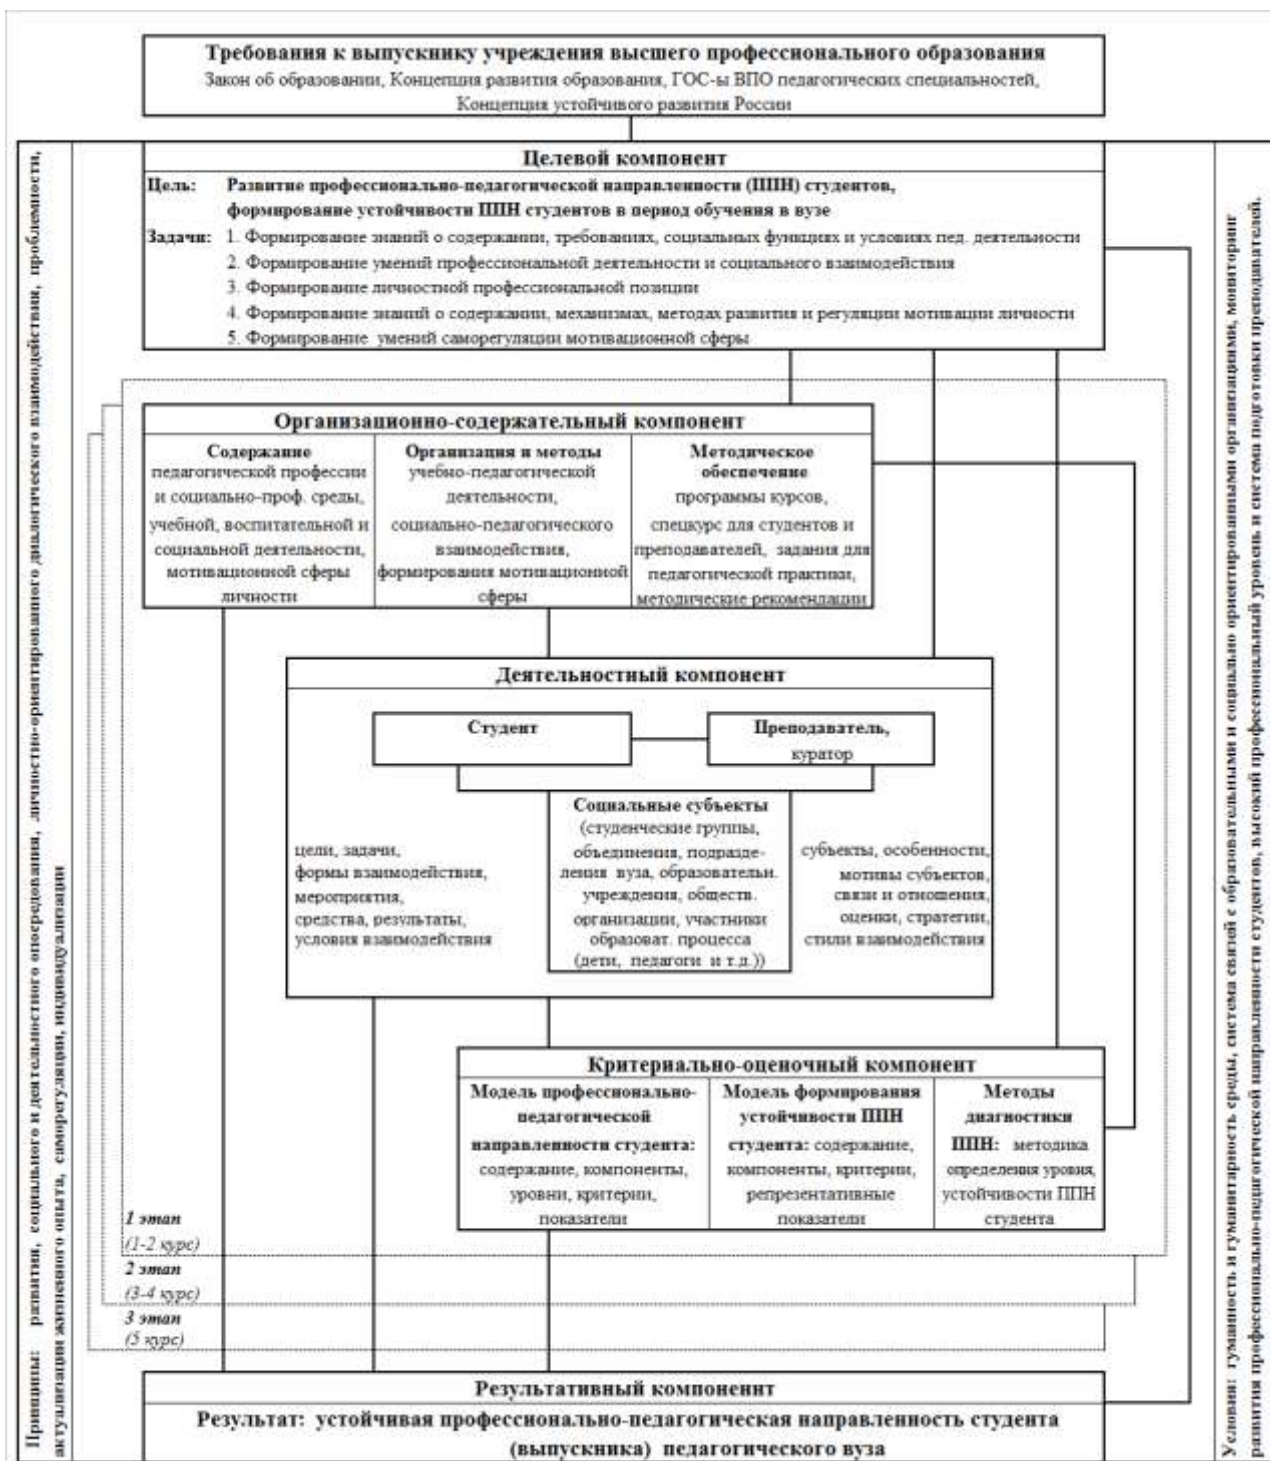 Требования к выпускнику учреждения высшего профессионального образования
Закон об образовании, Концепция развития образования, ГОС-ы ВПО педагогических специальностей,
Концепция устойчивого развития России
Целевой компонент
Цель: Развитие профессионально-педагогической направленности (ППН) студентов,
формирование устойчивости ППН студентов в период обучения в вузе
Задачи: 1. Формирование знаний о содержании, требованиях, социальных функциях и условиях пед. деятельности
2. Формирование умений профессиональной деятельности и социального взаимодействия
3. Формирование личностной профессиональной позиции
4. Формирование знаний о содержании, механизмах, методах развития и регуляции мотивации личности
5. Формирование умений саморегуляции мотивационной сферы
Организационно-содержательный компонент
Содержание
педагогической профессии
и социально-проф. среды,
учебной, воспитательной и
социальной деятельности,
мотивационной сферы
личности
Организация и методы
учебно-педагогической
деятельности,
социально-педагогического
взаимодействия,
формирования мотивационной
сферы
Методическое
обеспечение
программы курсов,
спецкурс для студентов и
преподавателей, задания для
педагогической практики,
методические рекомендации
Деятельностный компонент
Студент
Преподаватель,
куратор
цели, задачи,
формы взаимодействия,
мероприятия,
средства, результаты,
условия взаимодействия
Социальные субъекты
(студенческие группы,
объединения, подразде-
ления вуза, образовательн.
учреждения, обществ.
организации, участники
образоват. процесса
(дети, педагоги и т.д.))
субъекты, особенности,
мотивы субъектов,
связи и отношения,
оценки, стратегии,
стили взаимодействия
Критериально-оценочный компонент
Модель профессионально-
педагогической
направленности студента:
содержание, компоненты,
уровни, критерии,
показатели
Модель формирования
устойчивости ППН
студента: содержание,
компоненты, критерии,
репрезентативные
показатели
Методы
диагностики
ППН: методика
определения уровня,
устойчивости ППН
студента
1 этап
(1-2 курс)
2 этап
(3-4 курс)
3 этап
(5 курс)
Результативный компонеинт
Результат: устойчивая профессионально-педагогическая направленность студента
(выпускника) педагогического вуза
Принципы: развития, социального и деятельностного опосредования, личностно-ориентированного диалогического взаимодействия, проблемности,
актуализации жизненного опыта, саморегуляции, индивидуализации
Условия: гуманность и гуманитарность среды, система связей с образовательными и социально ориентированными организациями, мониторинг
развития профессионально-педагогической направленности студентов, высокий профессиональный уровень и система подготовки преподавателей.